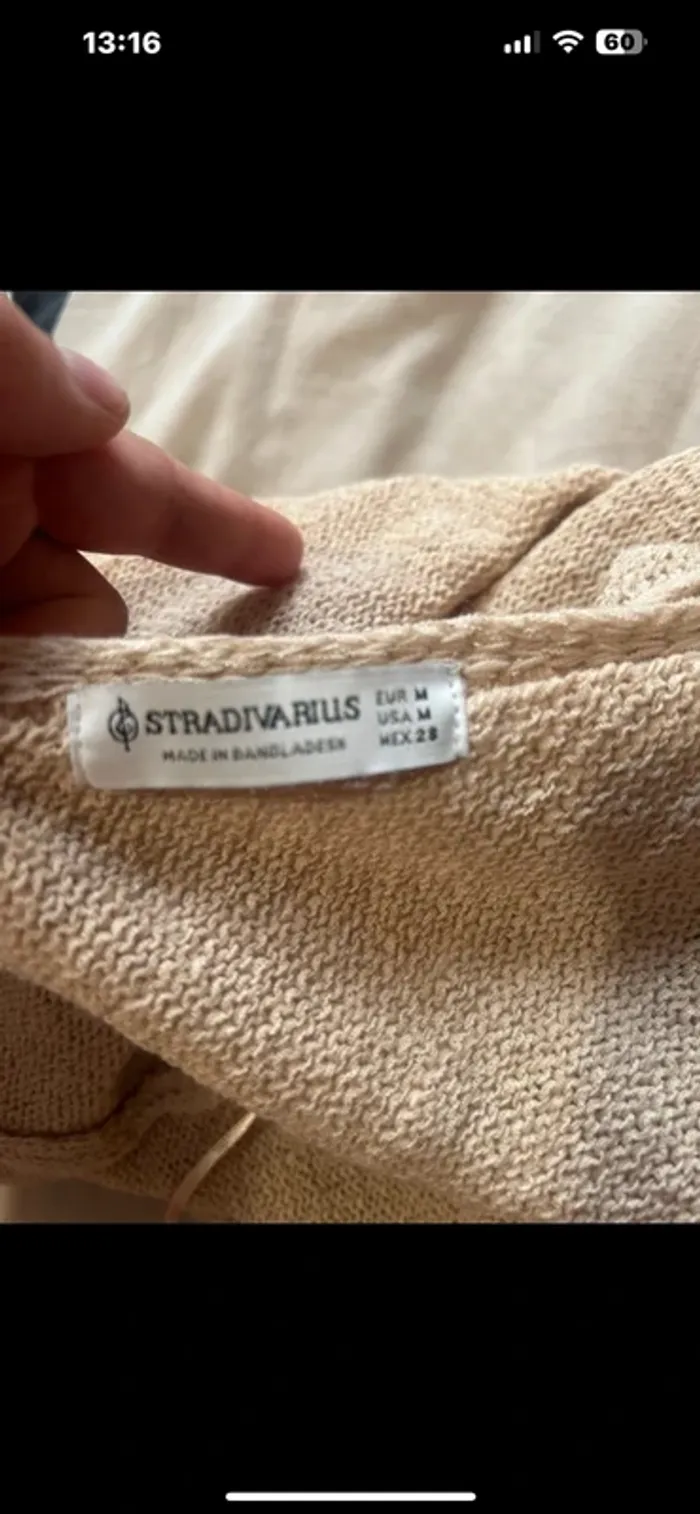 13:16
60
STRADIVARIUS
MADE IN BANGLADESH
EUR M
USA M
MEX 28